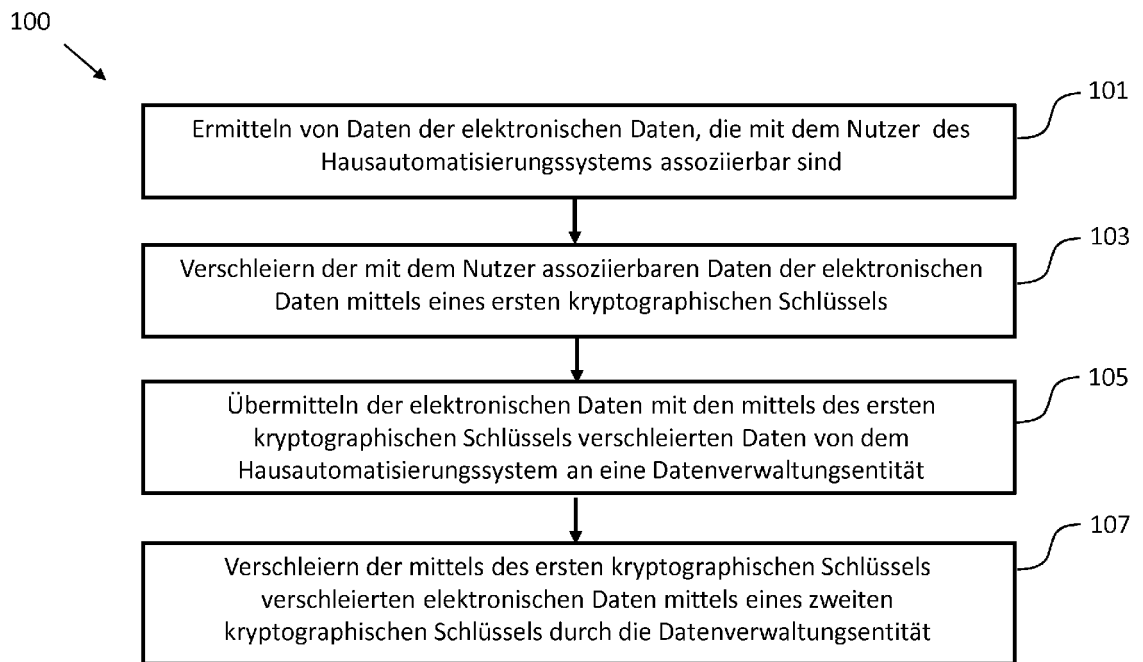 100
101
Ermitteln von Daten der elektronischen Daten, die mit dem Nutzer des
Hausautomatisierungssystems assoziierbar sind
103
Verschleiern der mit dem Nutzer assoziierbaren Daten der elektronischen
Daten mittels eines ersten kryptographischen Schlüssels
105
Übermitteln der elektronischen Daten mit den mittels des ersten
kryptographischen Schlüssels verschleierten Daten von dem
Hausautomatisierungssystem an eine Datenverwaltungsentität
107
Verschleiern der mittels des ersten kryptographischen Schlüssels
verschleierten elektronischen Daten mittels eines zweiten
kryptographischen Schlüssels durch die Datenverwaltungsentität